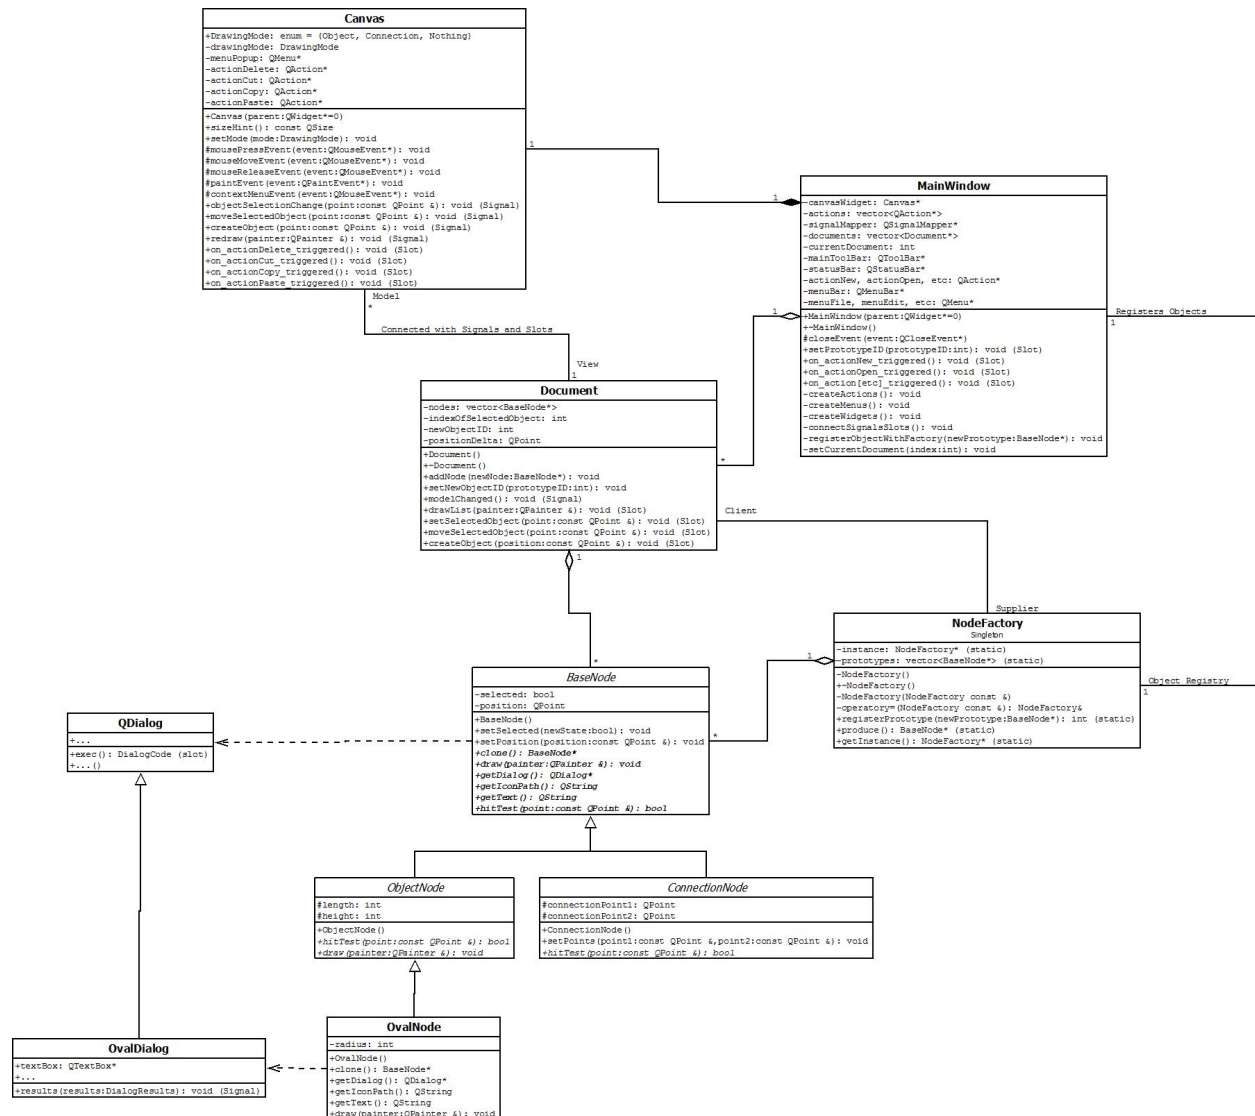 Canvas
+DrawingMode: enum = {Object, Connection, Nothing}
-drawingMode: DrawingMode
-menuPopup: QMenu*
-actionDelete: QAction*
-actionCut: QAction*
-actionCopy: QAction*
-actionPaste: QAction*
+Canvas(parent:QWidget*=0)
+sizeHint(): const QSize
+setMode(mode:DrawingMode): void
#mousePressEvent(event:QMouseEvent*): void
#mouseMoveEvent(event:QMouseEvent*): void
#mouseReleaseEvent(event:QMouseEvent*): void
#paintEvent(event:QPaintEvent*): void
#contextMenuEvent(event:QMouseEvent*): void
+objectSelectionChange(point:const QPoint &): void (Signal)
+moveSelectedObject(point:const QPoint &): void (Signal)
+createObject(point:const QPoint &): void (Signal)
+redraw(painter:QPainter &): void (Signal)
+on_actionDelete_triggered(): void (Slot)
+on_actionCut_triggered(): void (Slot)
+on_actionCopy_triggered(): void (Slot)
+on_actionPaste_triggered(): void (Slot)
1
1
MainWindow
-canvasWidget: Canvas*
-actions: vector<QAction*>
-signalMapper: QSignalMapper*
-documents: vector<Document*>
-currentDocument: int
-mainToolBar: QToolBar*
-statusBar: QStatusBar*
-actionNew, actionOpen, etc: QAction*
-menuBar: QMenuBar*
-menuFile, menuEdit, etc: QMenu*
+MainWindow(parent:QWidget*=0)
+~MainWindow()
#closeEvent(event:QCloseEvent*)
+setPrototypeID(prototypeID:int): void (Slot)
+on_actionNew_triggered(): void (Slot)
+on_actionOpen_triggered(): void (Slot)
+on_action[etc]_triggered(): void (Slot)
-createActions(): void
-createMenus(): void
-createWidgets(): void
-connectSignalsSlots(): void
-registerObjectWithFactory(newPrototype:BaseNode*): void
-setCurrentDocument(index:int): void
Registers Objects
1
Model
*
Connected with Signals and Slots
View
1
1
*
Document
-nodes: vector<BaseNode*>
-indexOfSelectedObject: int
-newObjectID: int
-positionDelta: QPoint
+Document()
+~Document()
+addNode(newNode:BaseNode*): void
+setNewObjectID(prototypeID:int): void
+modelChanged(): void (Signal)
+drawList(painter:QPainter &): void (Slot)
+setSelectedObject(point:const QPoint &): void (Slot)
+moveSelectedObject(point:const QPoint &): void (Slot)
+createObject(position:const QPoint &): void (Slot)
Client
Supplier
1
*
NodeFactory
Singleton
-instance: NodeFactory* (static)
-prototypes: vector<BaseNode*> (static)
-NodeFactory()
+~NodeFactory()
-NodeFactory(NodeFactory const &)
-operatory=(NodeFactory const &): NodeFactory&
+registerPrototype(newPrototype:BaseNode*): int (static)
+produce(): BaseNode* (static)
+getInstance(): NodeFactory* (static)
Object Registry
1
1
*
BaseNode
-selected: bool
-position: QPoint
+BaseNode()
+setSelected(newState:bool): void
+setPosition(position:const QPoint &): void
+clone(): BaseNode*
+draw(painter:QPainter &): void
+getDialog(): QDialog*
+getIconPath(): QString
+getText(): QString
+hitTest(point:const QPoint &): bool
QDialog
+...
+exec(): DialogCode (slot)
+...()
ObjectNode
#length: int
#height: int
+ObjectNode()
+hitTest(point:const QPoint &): bool
+draw(painter:QPainter &): void
ConnectionNode
#connectionPoint1: QPoint
#connectionPoint2: QPoint
+ConnectionNode()
+setPoints(point1:const QPoint &,point2:const QPoint &): void
+hitTest(point:const QPoint &): bool
OvalDialog
+textBox: QTextBox*
+...
+results(results:DialogResults): void (Signal)
OvalNode
-radius: int
+OvalNode()
+clone(): BaseNode*
+getDialog(): QDialog*
+getIconPath(): QString
+getText(): QString
+draw(painter:QPainter &): void